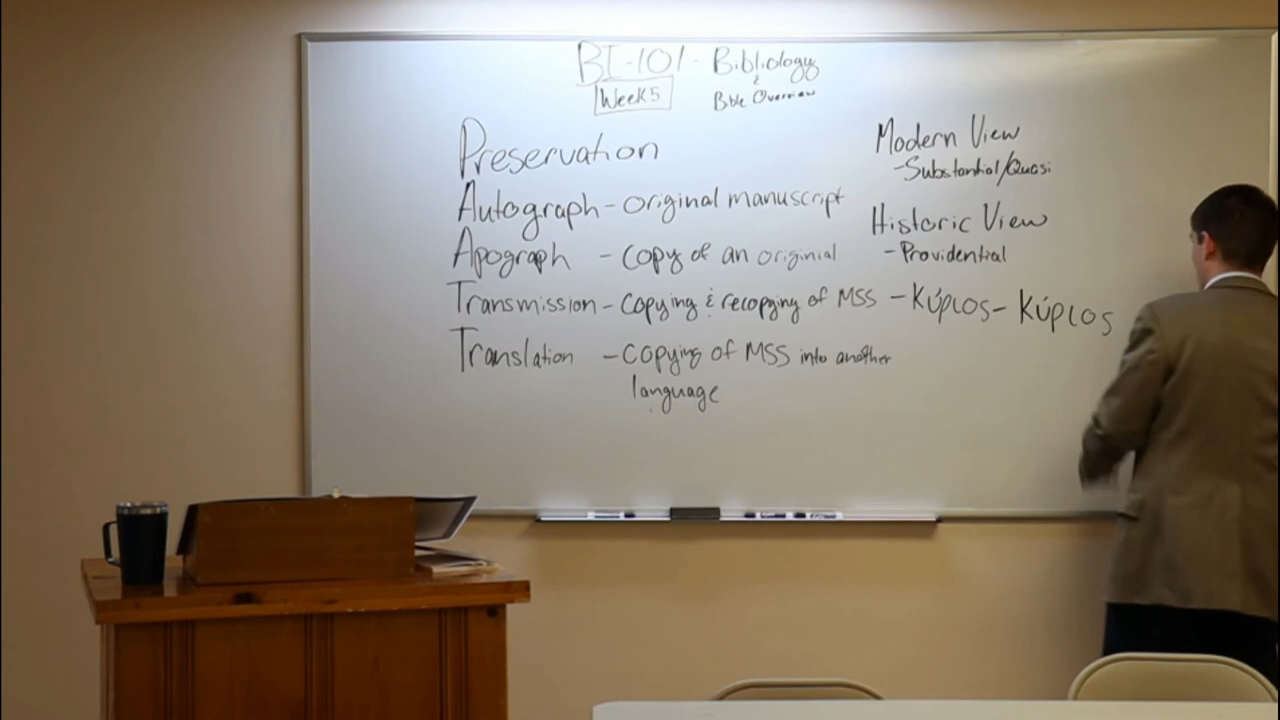 BI-101 - Bibliology
&
Week 5
Bible Overview
Preservation
Autograph - original manuscript
Apograph - copy of an originial
Transmission - copying & recopying of MSS - Κύριος - Κύριος
Translation - copying of MSS into another
language
Modern View
- Substantial/Quasi
Historic View
- Providential